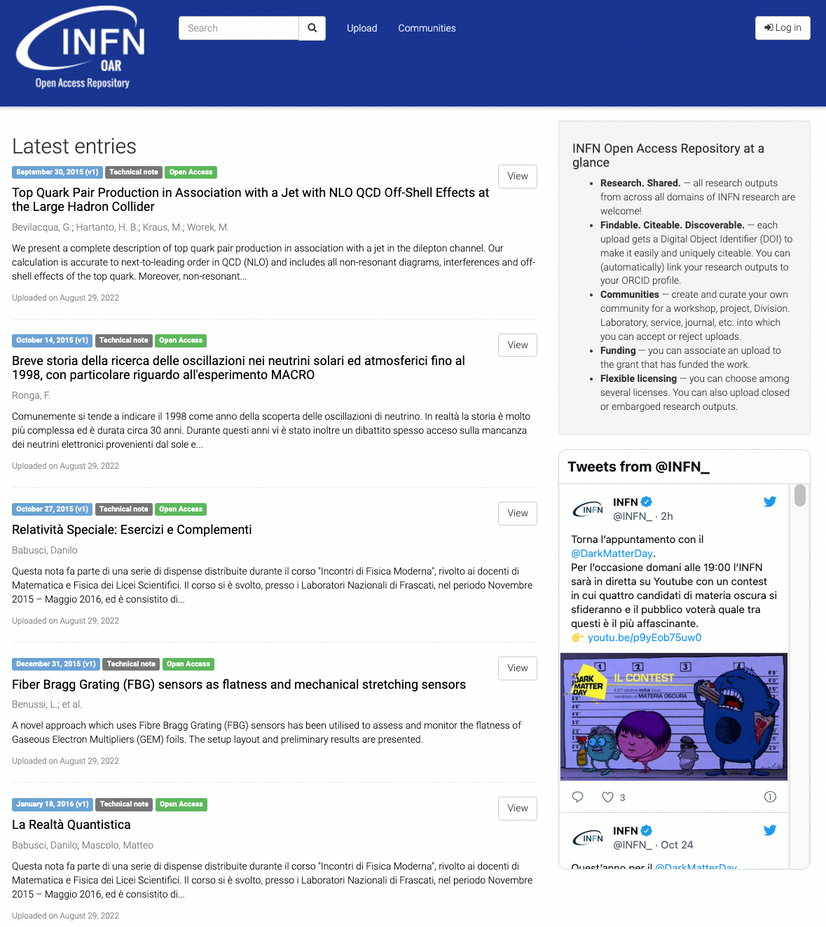 INFN
OAR
Open Access Repository
Search
Upload
Communities
Log in
Latest entries
September 30, 2015 (v1) Technical note Open Access
View
Top Quark Pair Production in Association with a Jet with NLO QCD Off-Shell Effects at
the Large Hadron Collider
Bevilacqua, G.; Hartanto, H. B.; Kraus, M.; Worek, M.
We present a complete description of top quark pair production in association with a jet in the dilepton channel. Our
calculation is accurate to next-to-leading order in QCD (NLO) and includes all non-resonant diagrams, interferences and off-
shell effects of the top quark. Moreover, non-resonant...
Uploaded on August 29, 2022
October 14, 2015 (v1) Technical note Open Access
View
Breve storia della ricerca delle oscillazioni nei neutrini solari ed atmosferici fino al
1998, con particolare riguardo all'esperimento MACRO
Ronga, F.
Comunemente si tende a indicare il 1998 come anno della scoperta delle oscillazioni di neutrino. In realtà la storia è molto
più complessa ed è durata circa 30 anni. Durante questi anni vi è stato inoltre un dibattito spesso acceso sulla mancanza
dei neutrini elettronici provenienti dal sole e...
Uploaded on August 29, 2022
October 27, 2015 (v1) Technical note Open Access
View
Relatività Speciale: Esercizi e Complementi
Babusci, Danilo
Questa nota fa parte di una serie di dispense distribuite durante il corso "Incontri di Fisica Moderna", rivolto ai docenti di
Matematica e Fisica dei Licei Scientifici. Il corso si è svolto, presso i Laboratori Nazionali di Frascati, nel periodo Novembre
2015 – Maggio 2016, ed è consistito di...
Uploaded on August 29, 2022
December 31, 2015 (v1) Technical note Open Access
View
Fiber Bragg Grating (FBG) sensors as flatness and mechanical stretching sensors
Benussi, L.; et al.
A novel approach which uses Fibre Bragg Grating (FBG) sensors has been utilised to assess and monitor the flatness of
Gaseous Electron Multipliers (GEM) foils. The setup layout and preliminary results are presented.
Uploaded on August 29, 2022
January 18, 2016 (v1) Technical note Open Access
View
La Realtà Quantistica
Babusci, Danilo; Mascolo, Matteo
Questa nota fa parte di una serie di dispense distribuite durante il corso "Incontri di Fisica Moderna", rivolto ai docenti di
Matematica e Fisica dei Licei Scientifici. Il corso si è svolto, presso i Laboratori Nazionali di Frascati, nel periodo Novembre
2015 – Maggio 2016, ed è consistito di...
Uploaded on August 29, 2022
INFN Open Access Repository at a
glance
• Research. Shared. — all research outputs
from across all domains of INFN research are
welcome!
• Findable. Citeable. Discoverable. — each
upload gets a Digital Object Identifier (DOI) to
make it easily and uniquely citeable. You can
(automatically) link your research outputs to
your ORCID profile.
• Communities — create and curate your own
community for a workshop, project, Division.
Laboratory, service, journal, etc. into which
you can accept or reject uploads.
• Funding — you can associate an upload to
the grant that has funded the work.
• Flexible licensing — you can choose among
several licenses. You can also upload closed
or embargoed research outputs.
Tweets from @INFN_
INFN
INFN
@INFN_ · 2h
Torna l'appuntamento con il
@DarkMatterDay.
Per l'occasione domani alle 19:00 l'INFN
sarà in diretta su Youtube con un contest
in cui quattro candidati di materia oscura si
sfideranno e il pubblico voterà quale tra
questi è il più affascinante.
👉 youtu.be/p9yEob75uw0
1 2 3 4
DARK
MATTER
DAY
IL CONTEST
3
INFN
INFN
@INFN_ · Oct 24
Quest'anno per il @DarkMatterDay